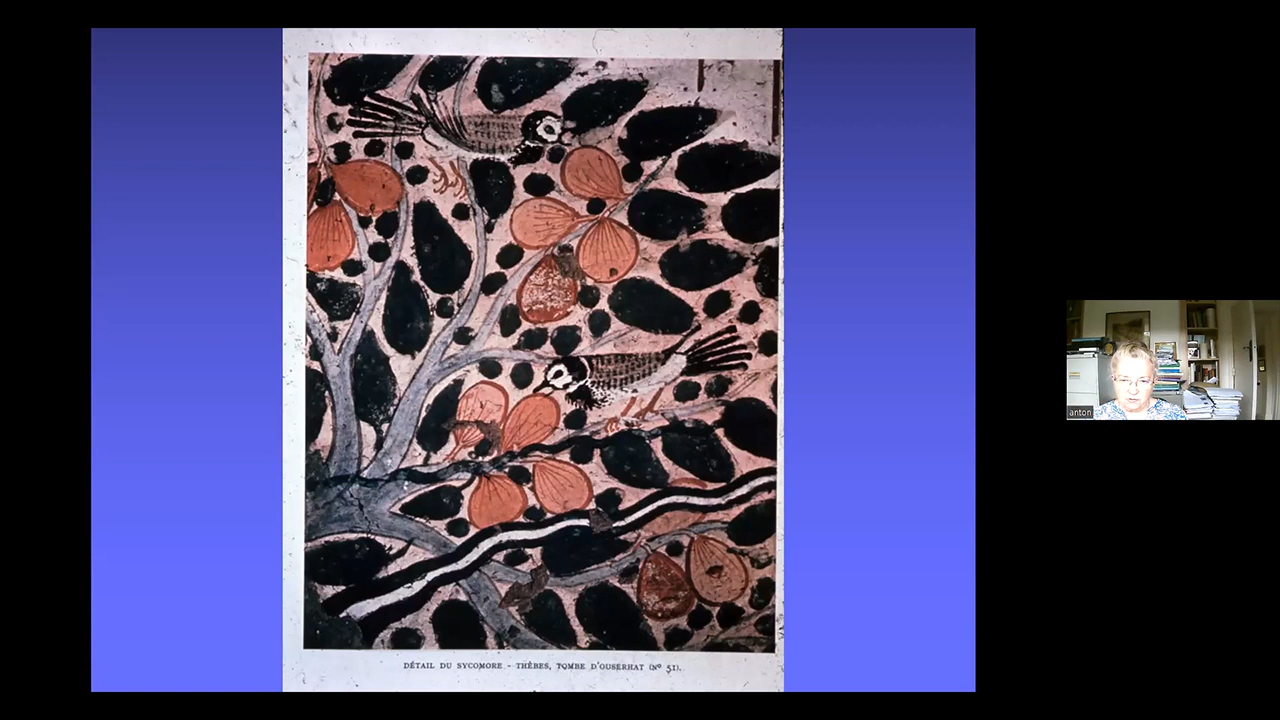 DÉTAIL DU SYCOMORE - THÈBES, TOMBE D'OUSERHAT (Nº 51).
anton